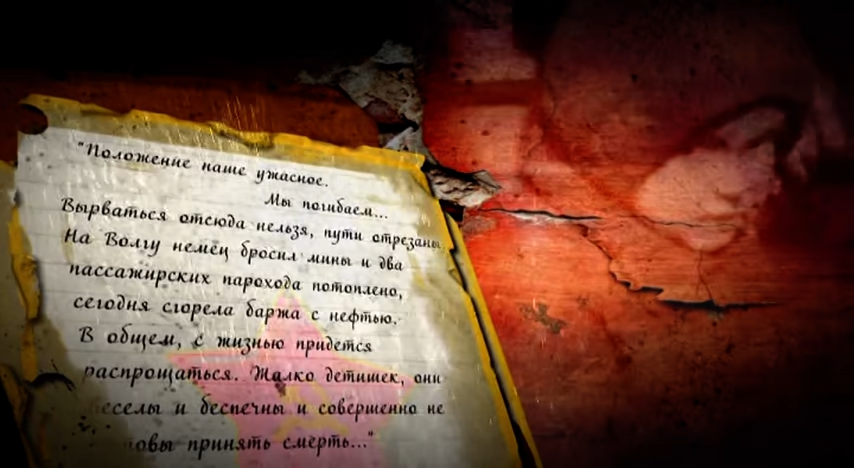 "Положение наше ужасное.
Мы погибаем...
Вырваться отсюда нельзя, пути отрезаны.
На Волгу немец бросил мины и два
пассажирских парохода потоплено,
сегодня сгорела баржа с нефтью.
В общем, с жизнью придется
распрощаться. Жалко детишек, они
веселы и беспечны и совершенно не
принять смерть..."